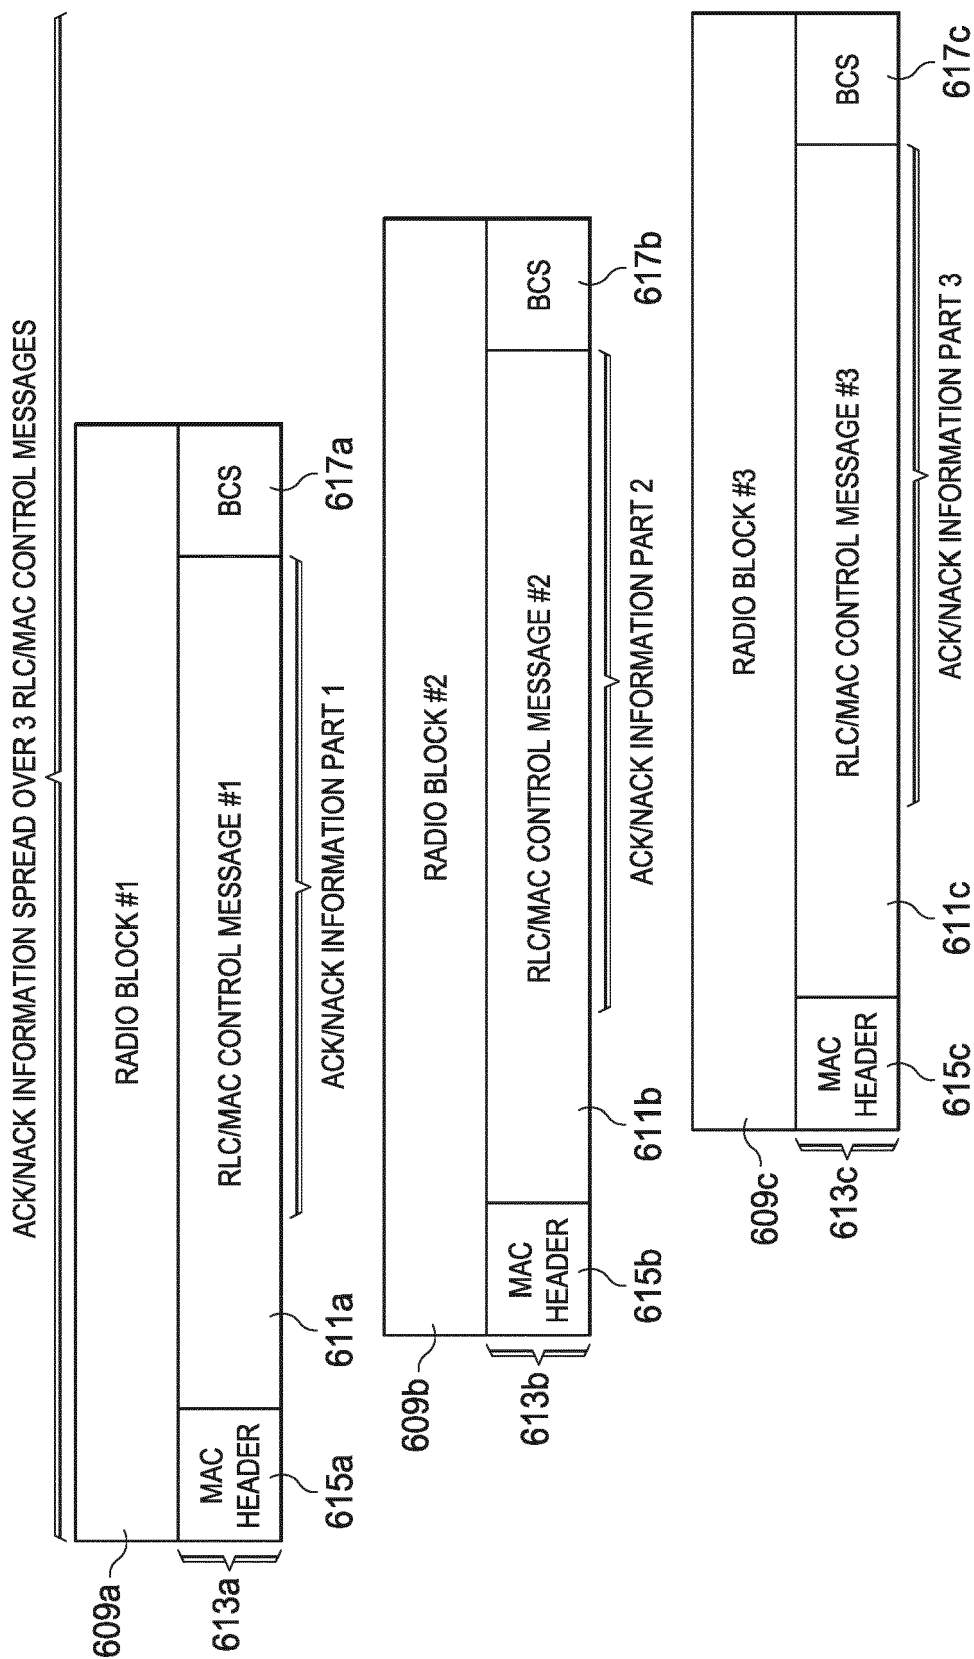 ACK/NACK INFORMATION SPREAD OVER 3 RLC/MAC CONTROL MESSAGES
609a
RADIO BLOCK #1
613a
MAC
HEADER
RLC/MAC CONTROL MESSAGE #1
BCS
615a
611a
ACK/NACK INFORMATION PART 1
617a
609b
RADIO BLOCK #2
613b
MAC
HEADER
RLC/MAC CONTROL MESSAGE #2
BCS
615b
611b
ACK/NACK INFORMATION PART 2
617b
609c
RADIO BLOCK #3
613c
MAC
HEADER
RLC/MAC CONTROL MESSAGE #3
BCS
615c
611c
ACK/NACK INFORMATION PART 3
617c